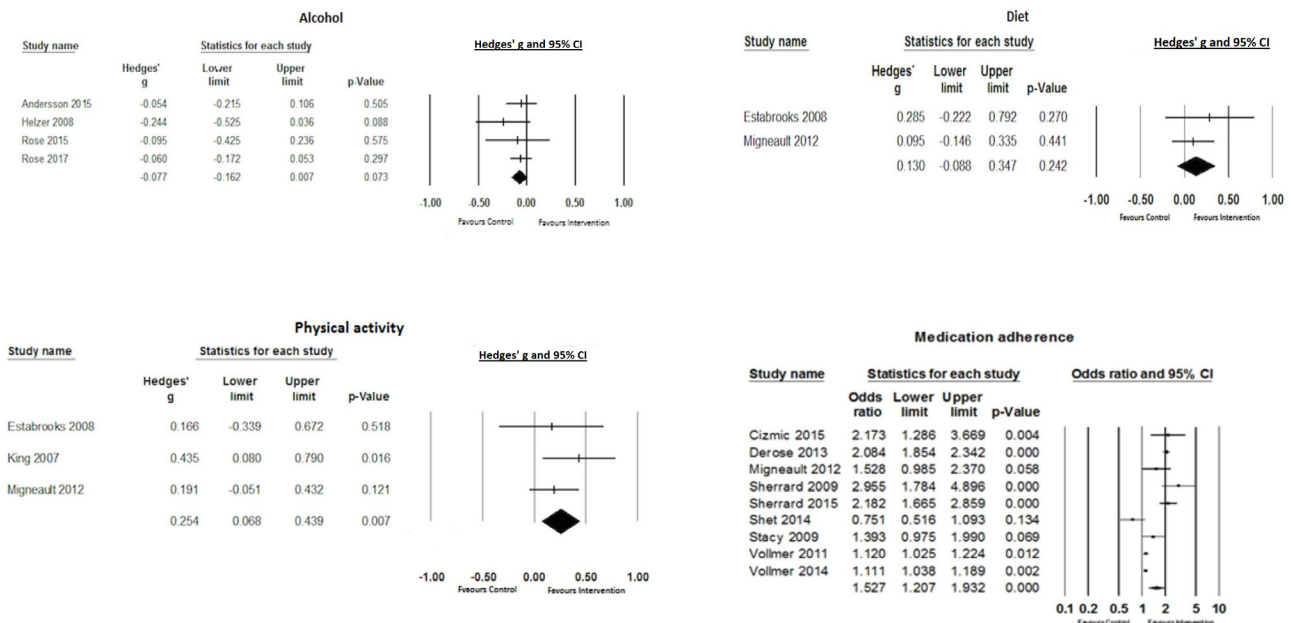 Alcohol
Study name Statistics for each study Hedges' g and 95% CI
Hedges' g Lower limit Upper limit p-Value
Andersson 2015 -0.054 -0.215 0.106 0.505
Helzer 2008 -0.244 -0.525 0.036 0.088
Rose 2015 -0.095 -0.425 0.236 0.575
Rose 2017 -0.060 -0.172 0.053 0.297
-0.077 -0.162 0.007 0.073
-1.00 -0.50 0.00 0.50 1.00
Favours Control Favours Intervention
Diet
Study name Statistics for each study Hedges' g and 95% CI
Hedges' g Lower limit Upper limit p-Value
Estabrooks 2008 0.285 -0.222 0.792 0.270
Migneault 2012 0.095 -0.146 0.335 0.441
0.130 -0.088 0.347 0.242
-1.00 -0.50 0.00 0.50 1.00
Favours Control Favours Intervention
Physical activity
Study name Statistics for each study Hedges' g and 95% CI
Hedges' g Lower limit Upper limit p-Value
Estabrooks 2008 0.166 -0.339 0.672 0.518
King 2007 0.435 0.080 0.790 0.016
Migneault 2012 0.191 -0.051 0.432 0.121
0.254 0.068 0.439 0.007
-1.00 -0.50 0.00 0.50 1.00
Favours Control Favours Intervention
Medication adherence
Study name Statistics for each study Odds ratio and 95% CI
Odds ratio Lower limit Upper limit p-Value
Cizmic 2015 2.173 1.286 3.669 0.004
Derose 2013 2.084 1.854 2.342 0.000
Migneault 2012 1.528 0.985 2.370 0.058
Sherrard 2009 2.955 1.784 4.896 0.000
Sherrard 2015 2.182 1.665 2.859 0.000
Shet 2014 0.751 0.516 1.093 0.134
Stacy 2009 1.393 0.975 1.990 0.069
Vollmer 2011 1.120 1.025 1.224 0.012
Vollmer 2014 1.111 1.038 1.189 0.002
1.527 1.207 1.932 0.000
0.1 0.2 0.5 1 2 5 10
Favours Control Favours Intervention